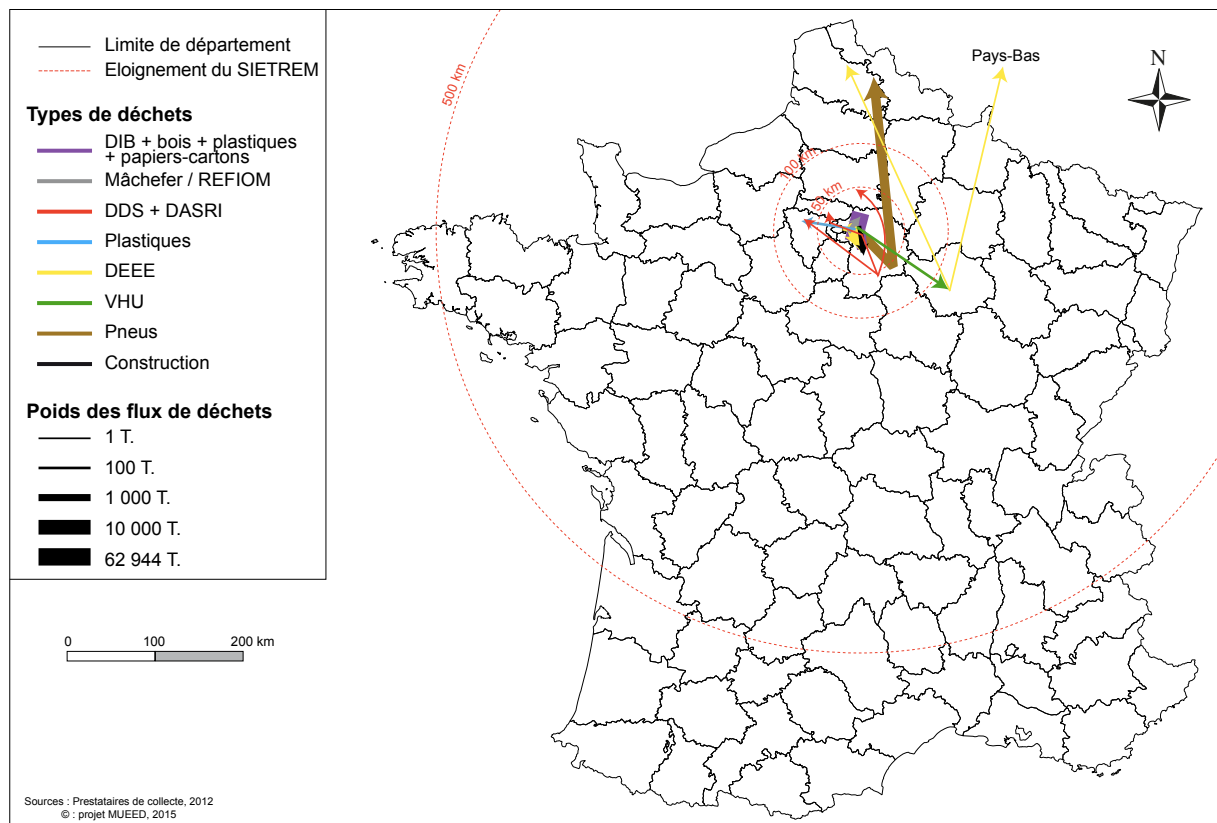 Limite de département
Eloignement du SIETREM
Types de déchets
DIB + bois + plastiques
+ papiers-cartons
Mâchefer / REFIOM
DDS + DASRI
Plastiques
DEEE
VHU
Pneus
Construction
Poids des flux de déchets
1 T.
100 T.
1 000 T.
10 000 T.
62 944 T.
0 100 200 km
Sources : Prestataires de collecte, 2012
© : projet MUEED, 2015
500 km
100 km
50 km
Pays-Bas
N